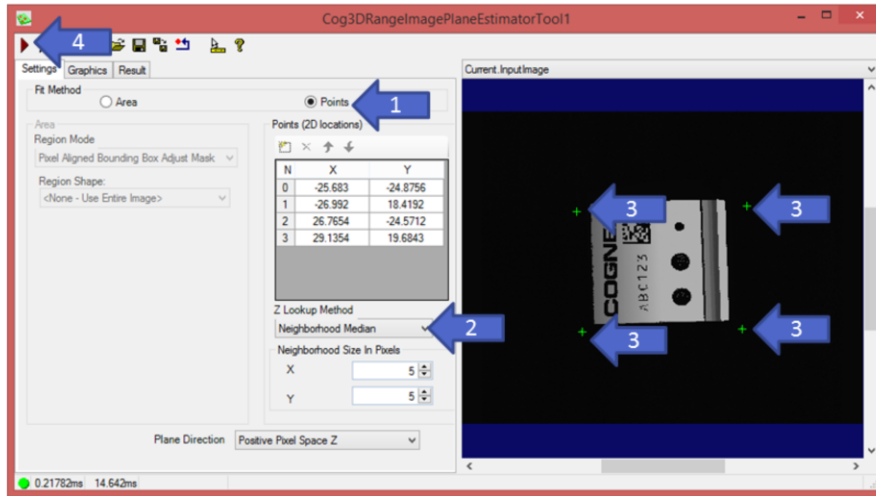 Cog3DRangeImagePlaneEstimatorTool1
4
Settings Graphics Result
Current.InputImage
Fit Method
Area
Points
1
Area
Region Mode
Pixel Aligned Bounding Box Adjust Mask
Region Shape:
<None - Use Entire Image>
Points (2D locations)
N X Y
0 -25.683 -24.8756
1 -26.992 18.4192
2 26.7654 -24.5712
3 29.1354 19.6843
Z Lookup Method
Neighborhood Median
2
Neighborhood Size In Pixels
X 5
Y 5
Plane Direction Positive Pixel Space Z
3
3
COGNE
ABC123
3
3
0.21782ms 14.642ms